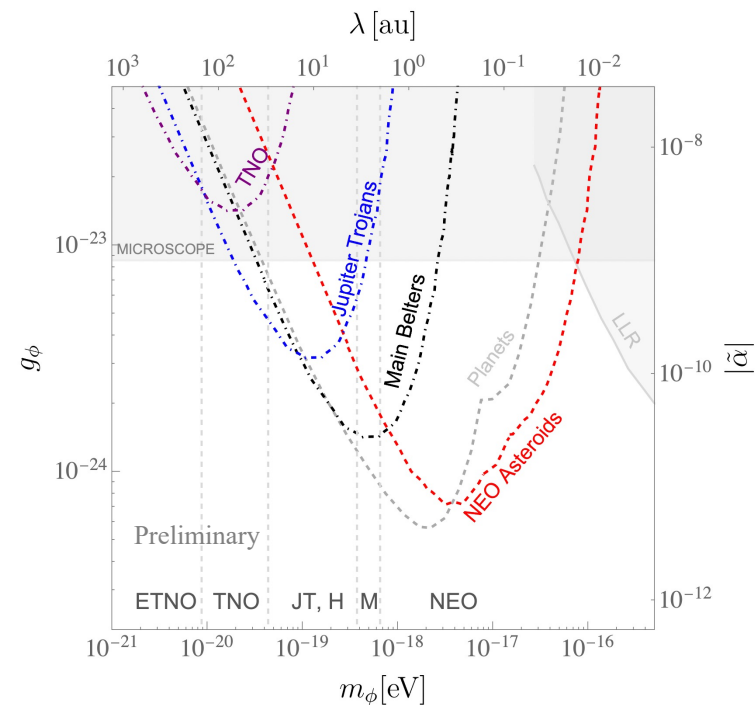 λ [au]
10³ 10² 10¹ 10⁰ 10⁻¹ 10⁻²
TNO
10⁻⁸
Jupiter Trojans
10⁻²³
MICROSCOPE
Main Belters
LLR
Planets
g_ϕ
10⁻¹⁰
|α̃|
NEO Asteroids
10⁻²⁴
Preliminary
ETNO TNO JT, H M NEO
10⁻¹²
10⁻²¹ 10⁻²⁰ 10⁻¹⁹ 10⁻¹⁸ 10⁻¹⁷ 10⁻¹⁶
m_ϕ[eV]